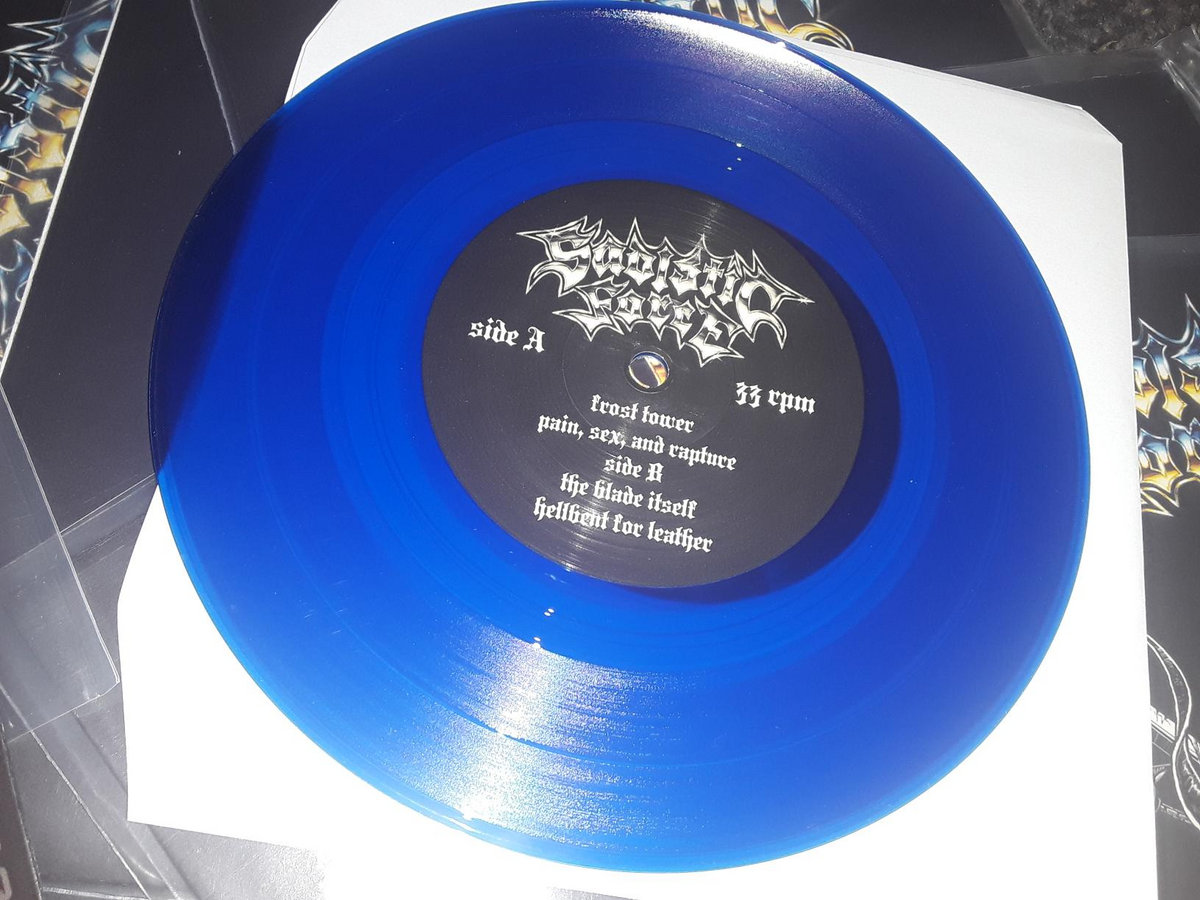 Sadistic
Force
side A
33 rpm
frost tower
pain, sex, and rapture
side B
the blade itself
hellbent for leather